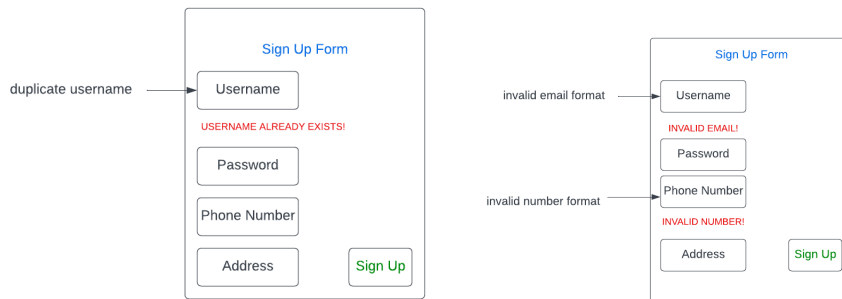 Sign Up Form
duplicate username
Username
USERNAME ALREADY EXISTS!
Password
Phone Number
Address
Sign Up
Sign Up Form
invalid email format
Username
INVALID EMAIL!
Password
invalid number format
Phone Number
INVALID NUMBER!
Address
Sign Up